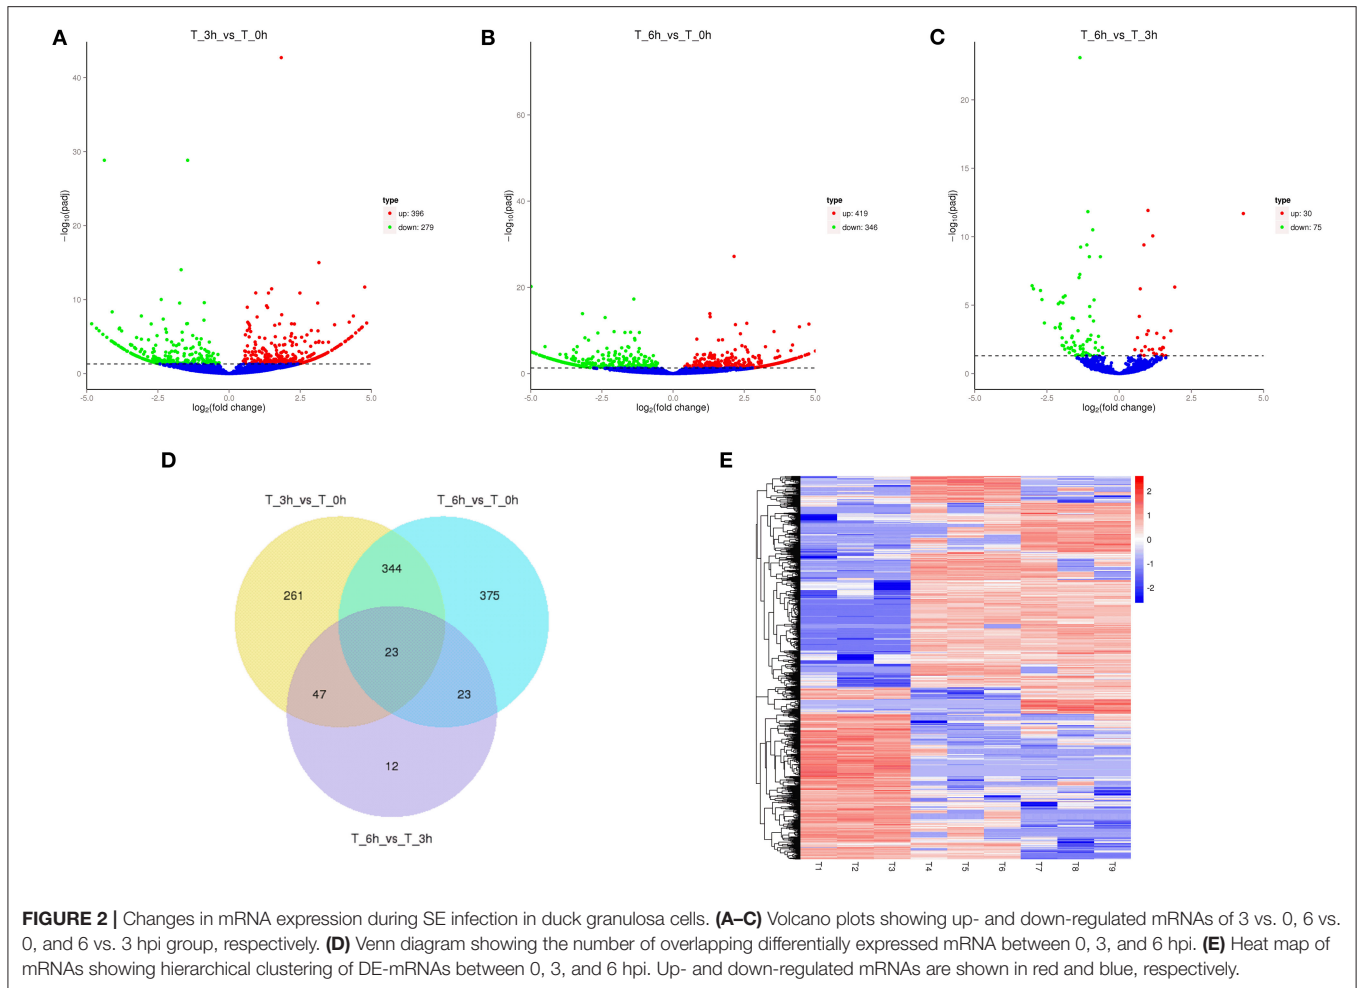 A
T_3h_vs_T_0h
40
30
20
10
0
−log10(padj)
-5.0
-2.5
0.0
2.5
5.0
log2(fold change)
type
up: 396
down: 279
B
T_6h_vs_T_0h
60
40
20
0
−log10(padj)
-5.0
-2.5
0.0
2.5
5.0
log2(fold change)
type
up: 419
down: 346
C
T_6h_vs_T_3h
20
15
10
5
0
−log10(padj)
-5.0
-2.5
0.0
2.5
5.0
log2(fold change)
type
up: 30
down: 75
D
T_3h_vs_T_0h
T_6h_vs_T_0h
344
261
375
23
47
23
12
T_6h_vs_T_3h
E
2
1
0
-1
-2
T1
T2
T3
T4
T5
T6
T7
T8
T9
FIGURE 2 | Changes in mRNA expression during SE infection in duck granulosa cells. (A–C) Volcano plots showing up- and down-regulated mRNAs of 3 vs. 0, 6 vs.
0, and 6 vs. 3 hpi group, respectively. (D) Venn diagram showing the number of overlapping differentially expressed mRNA between 0, 3, and 6 hpi. (E) Heat map of
mRNAs showing hierarchical clustering of DE-mRNAs between 0, 3, and 6 hpi. Up- and down-regulated mRNAs are shown in red and blue, respectively.